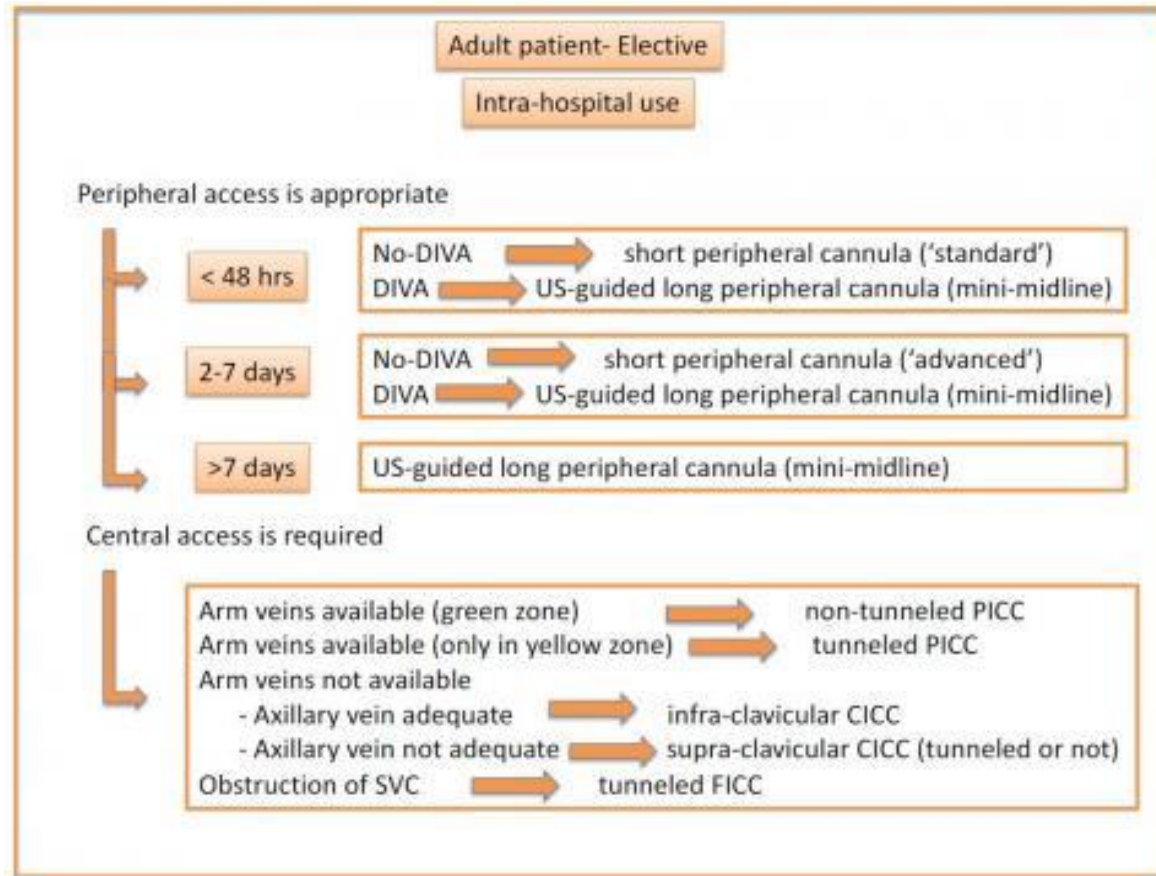 Adult patient- Elective
Intra-hospital use
Peripheral access is appropriate
< 48 hrs
No-DIVA short peripheral cannula (‘standard’)
DIVA US-guided long peripheral cannula (mini-midline)
2-7 days
No-DIVA short peripheral cannula (‘advanced’)
DIVA US-guided long peripheral cannula (mini-midline)
>7 days
US-guided long peripheral cannula (mini-midline)
Central access is required
Arm veins available (green zone) non-tunneled PICC
Arm veins available (only in yellow zone) tunneled PICC
Arm veins not available
- Axillary vein adequate infra-clavicular CICC
- Axillary vein not adequate supra-clavicular CICC (tunneled or not)
Obstruction of SVC tunneled FICC